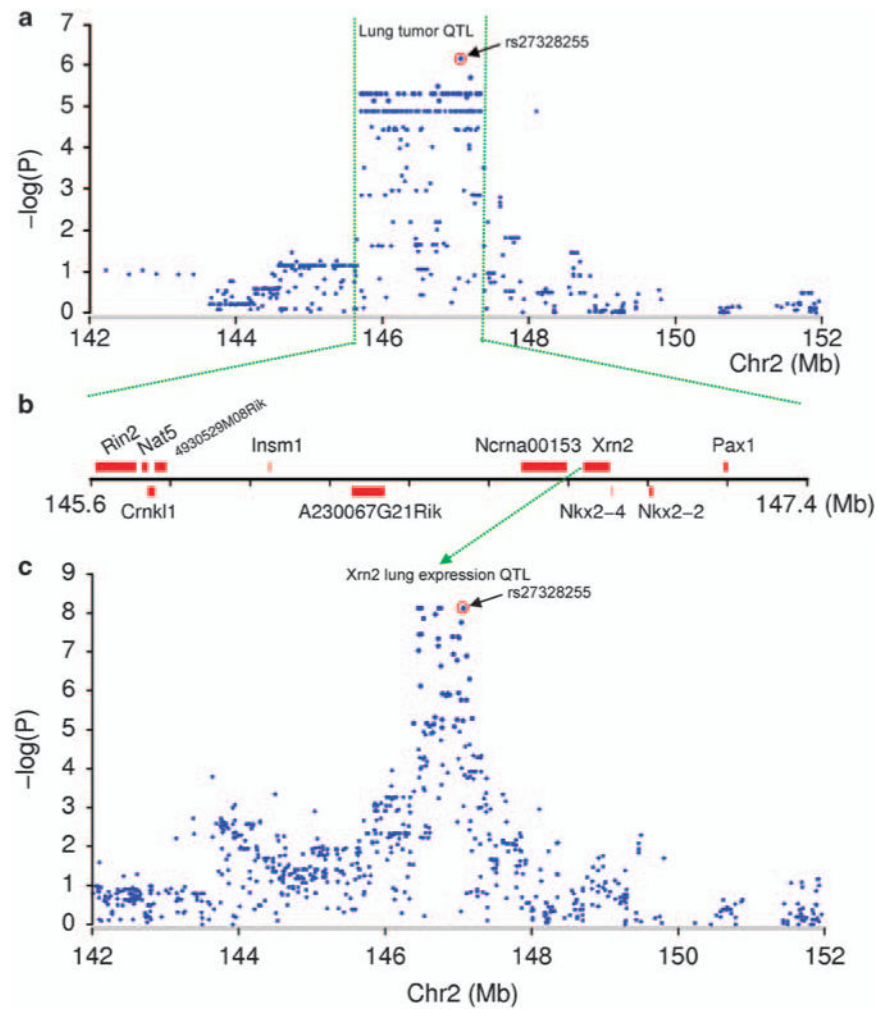 a
Lung tumor QTL
rs27328255
7
6
5
4
3
2
1
0
−log(P)
142 144 146 148 150 152
Chr2 (Mb)
b
Rin2 Nat5 4930529M08Rik Insm1 Ncrna00153 Xrn2 Pax1
145.6 147.4 (Mb)
Crnkl1 A230067G21Rik Nkx2−4 Nkx2−2
c
Xrn2 lung expression QTL
rs27328255
9
8
7
6
5
4
3
2
1
0
−log(P)
142 144 146 148 150 152
Chr2 (Mb)